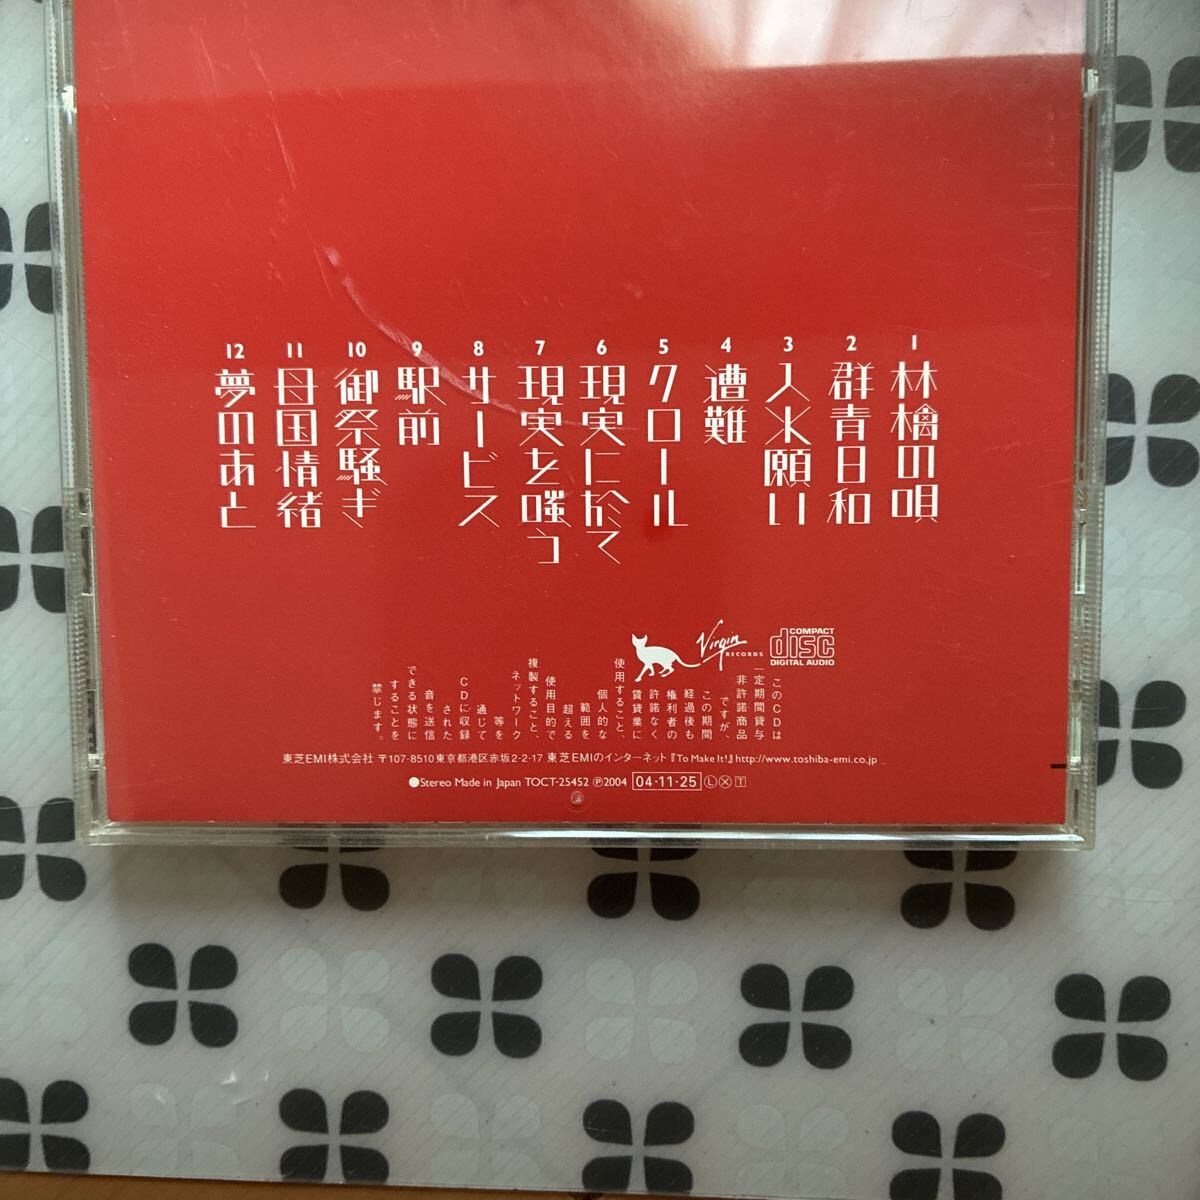 1 林檎の唄
2 群青日和
3 入水願い
4 遭難
5 クロール
6 現実に於て
7 現実を嗤う
8 サービス
9 駅前
10 御祭騒ぎ
11 母国情緒
12 夢のあと
Virgin
RECORDS
COMPACT
disc
DIGITAL AUDIO
このCDは
一定期間貸与
非許諾商品
ですが、
この期間
経過後も
権利者の
許諾なく
賃貸業に
使用すること、
個人的な
範囲を
超える
使用目的で
複製すること、
ネットワーク
等を
通じて
CDに収録
された
音を送信
できる状態に
することを
禁じます。
東芝EMI株式会社 〒107-8510東京都港区赤坂2-2-17 東芝EMIのインターネット『To Make It!』http://www.toshiba-emi.co.jp
●Stereo Made in Japan TOCT-25452 ℗2004 04・11・25 Ⓛ Ⓧ T